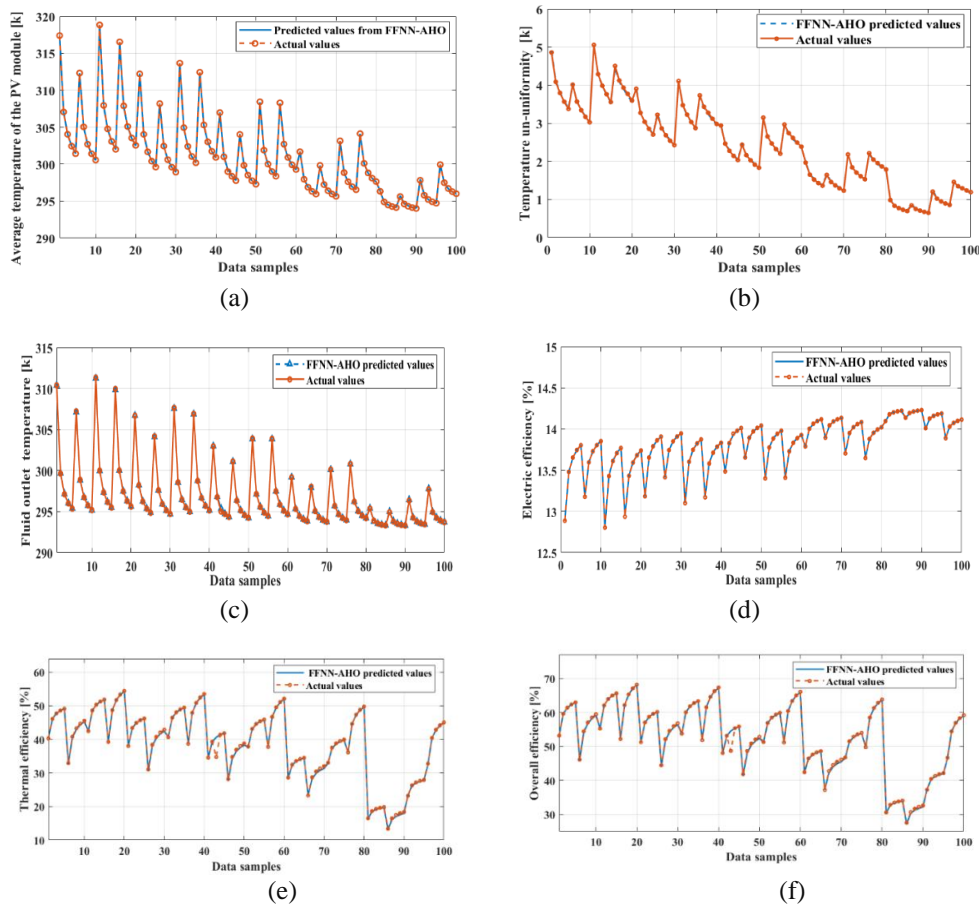 Average temperature of the PV module [k]
320
315
310
305
300
295
290
Predicted values from FFNN-AHO
Actual values
10 20 30 40 50 60 70 80 90 100
Data samples
(a)
Temperature un-uniformity [k]
6
5
4
3
2
1
0
FFNN-AHO predicted values
Actual values
0 10 20 30 40 50 60 70 80 90 100
Data samples
(b)
Fluid outlet temperature [k]
315
310
305
300
295
290
FFNN-AHO predicted values
Actual values
10 20 30 40 50 60 70 80 90 100
Data samples
(c)
Electric efficiency [%]
15
14.5
14
13.5
13
12.5
FFNN-AHO predicted values
Actual values
0 10 20 30 40 50 60 70 80 90 100
Data samples
(d)
Thermal efficiency [%]
60
50
40
30
20
10
FFNN-AHO predicted values
Actual values
10 20 30 40 50 60 70 80 90 100
Data samples
(e)
Overall efficiency [%]
70
60
50
40
30
FFNN-AHO predicted values
Actual values
10 20 30 40 50 60 70 80 90 100
Data samples
(f)